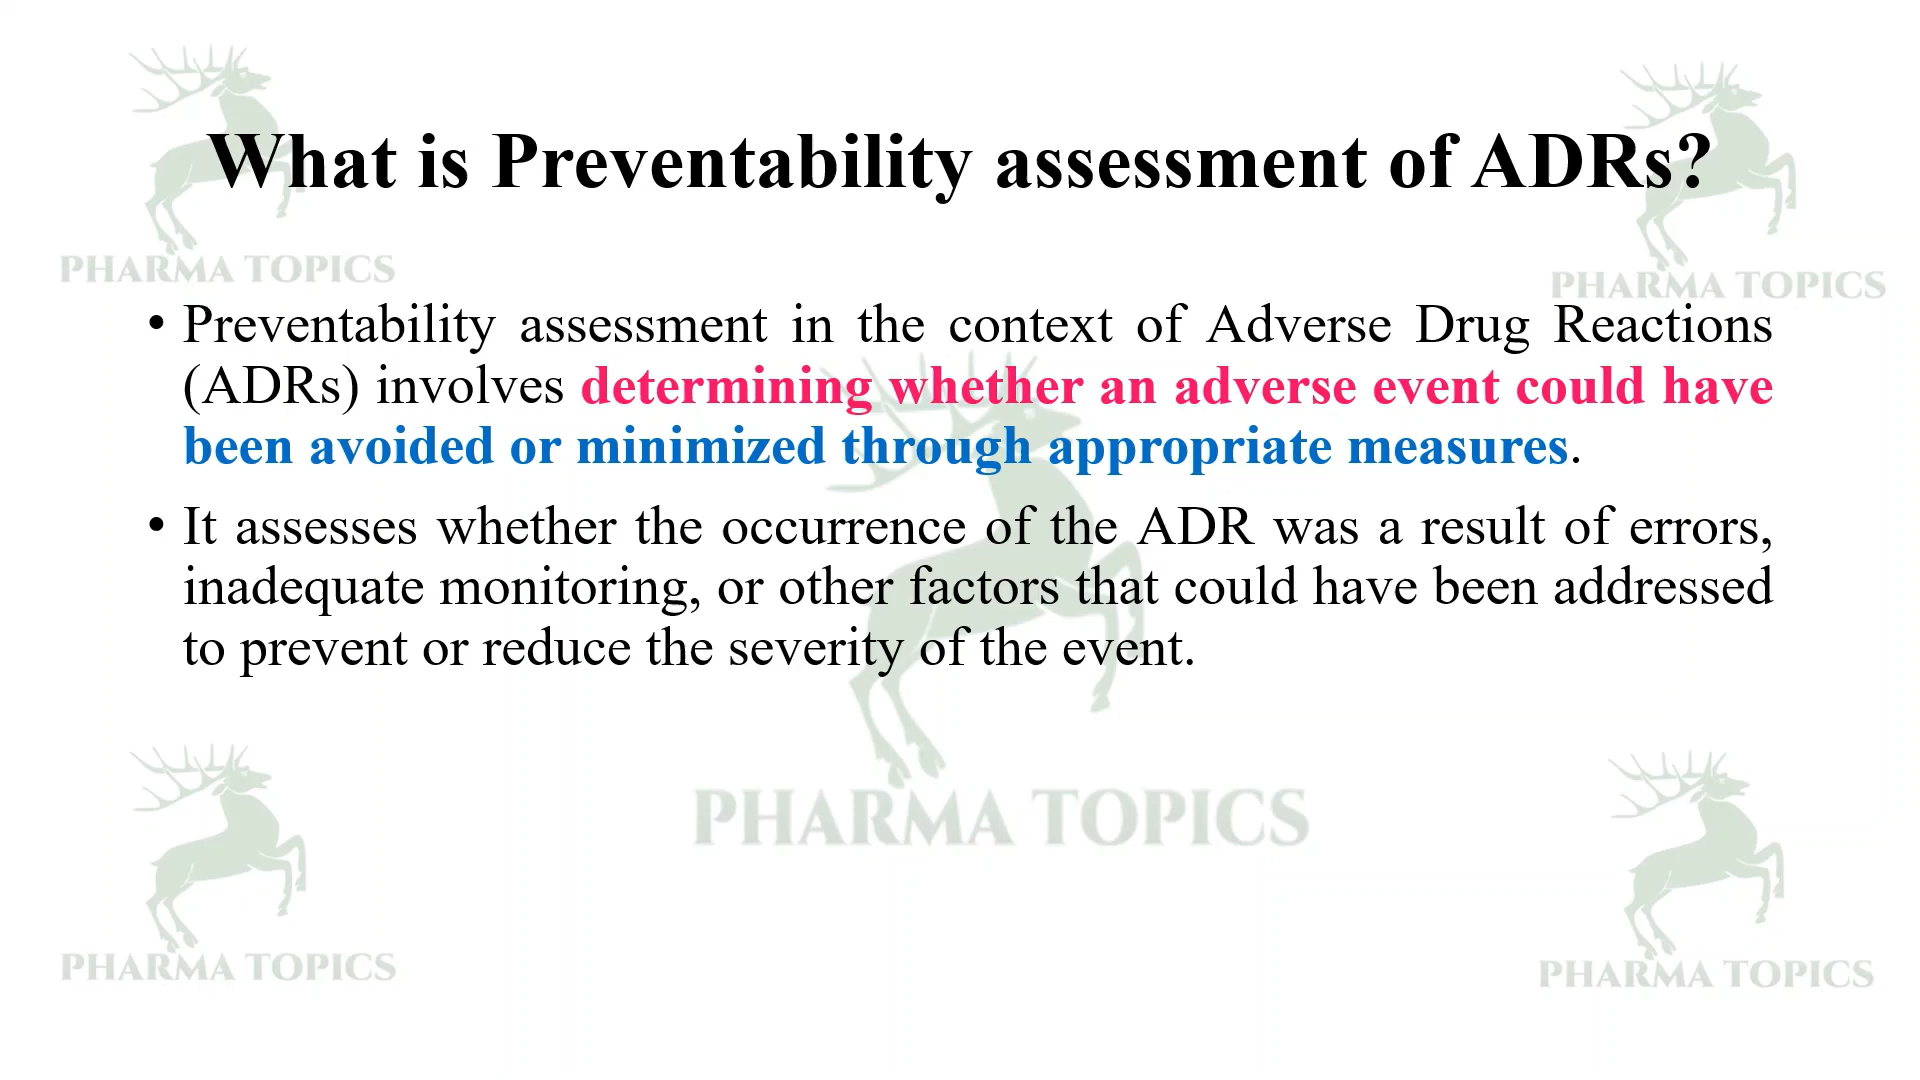 What is Preventability assessment of ADRs?
PHARMA TOPICS
PHARMA TOPICS
• Preventability assessment in the context of Adverse Drug Reactions
(ADRs) involves determining whether an adverse event could have
been avoided or minimized through appropriate measures.
• It assesses whether the occurrence of the ADR was a result of errors,
inadequate monitoring, or other factors that could have been addressed
to prevent or reduce the severity of the event.
PHARMA TOPICS
PHARMA TOPICS
PHARMA TOPICS